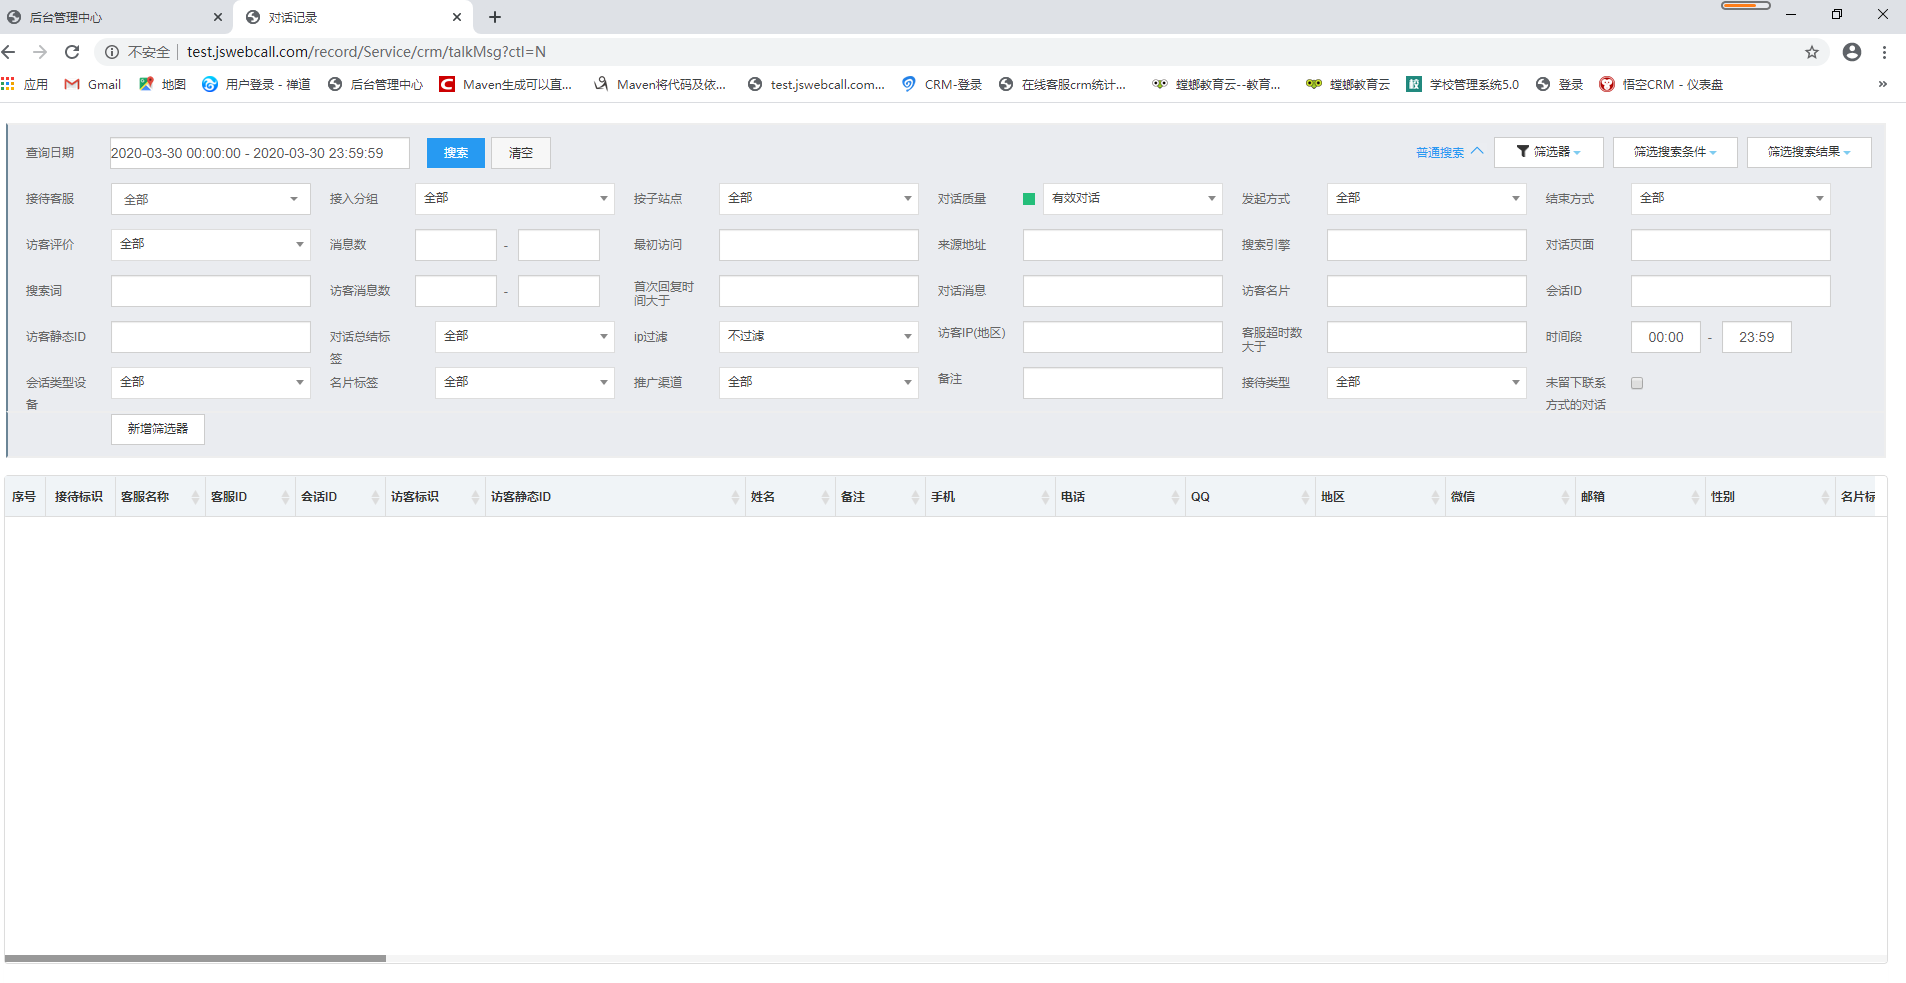 后台管理中心
对话记录
不安全 test.jswebcall.com/record/Service/crm/talkMsg?ctl=N
应用 Gmail 地图 用户登录 - 禅道 后台管理中心 Maven生成可以直... Maven将代码及依... test.jswebcall.com... CRM-登录 在线客服crm统计... 螳螂教育云--教育... 螳螂教育云 学校管理系统5.0 登录 悟空CRM - 仪表盘 »
查询日期 2020-03-30 00:00:00 - 2020-03-30 23:59:59 搜索 清空 普通搜索 筛选器 筛选搜索条件 筛选搜索结果
接待客服 全部 接入分组 全部 按子站点 全部 对话质量 有效对话 发起方式 全部 结束方式 全部
访客评价 全部 消息数 - 最初访问 来源地址 搜索引擎 对话页面
搜索词 访客消息数 - 首次回复时间大于 对话消息 访客名片 会话ID
访客静态ID 对话总结标签 全部 ip过滤 不过滤 访客IP(地区) 客服超时数大于 时间段 00:00 - 23:59
会话类型设备 全部 名片标签 全部 推广渠道 全部 备注 接待类型 全部 未留下联系方式的对话
新增筛选器
序号 接待标识 客服名称 客服ID 会话ID 访客标识 访客静态ID 姓名 备注 手机 电话 QQ 地区 微信 邮箱 性别 名片标